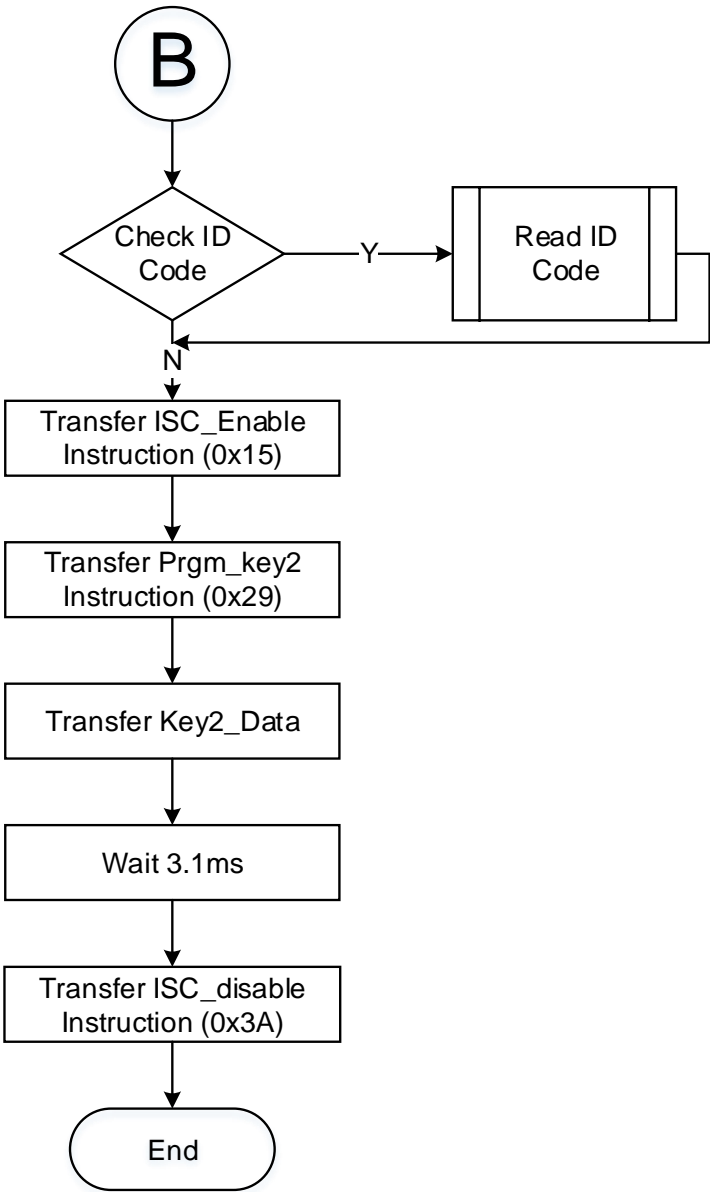 B
Check ID
Code
Y
Read ID
Code
N
Transfer ISC_Enable
Instruction (0x15)
Transfer Prgm_key2
Instruction (0x29)
Transfer Key2_Data
Wait 3.1ms
Transfer ISC_disable
Instruction (0x3A)
End